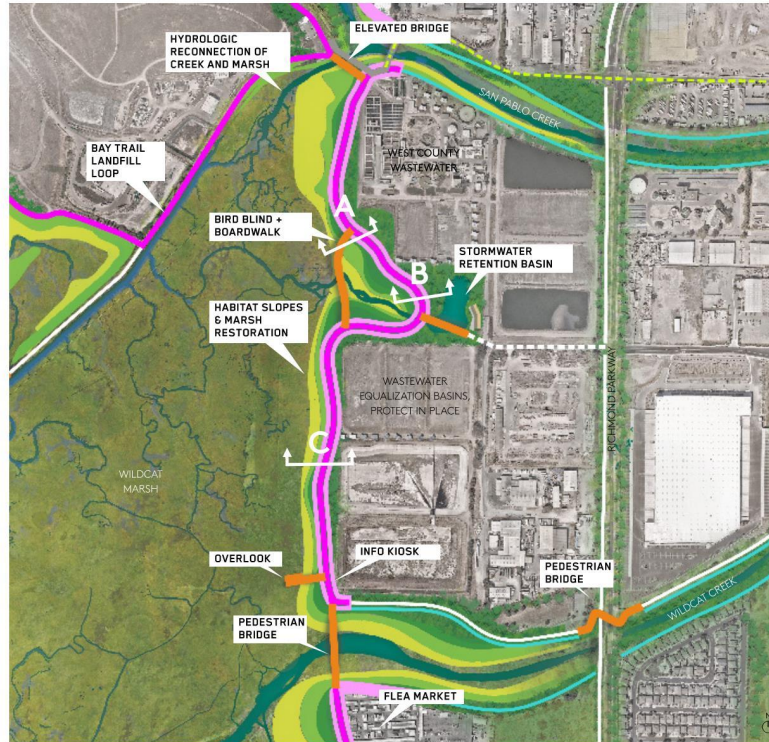 HYDROLOGIC
RECONNECTION OF
CREEK AND MARSH
ELEVATED BRIDGE
SAN PABLO CREEK
BAY TRAIL
LANDFILL
LOOP
WEST COUNTY
WASTEWATER
A
BIRD BLIND +
BOARDWALK
B
STORMWATER
RETENTION BASIN
HABITAT SLOPES
& MARSH
RESTORATION
WASTEWATER
EQUALIZATION BASINS,
PROTECT IN PLACE
RICHMOND PARKWAY
C
WILDCAT
MARSH
OVERLOOK
INFO KIOSK
PEDESTRIAN
BRIDGE
WILDCAT CREEK
PEDESTRIAN
BRIDGE
FLEA MARKET